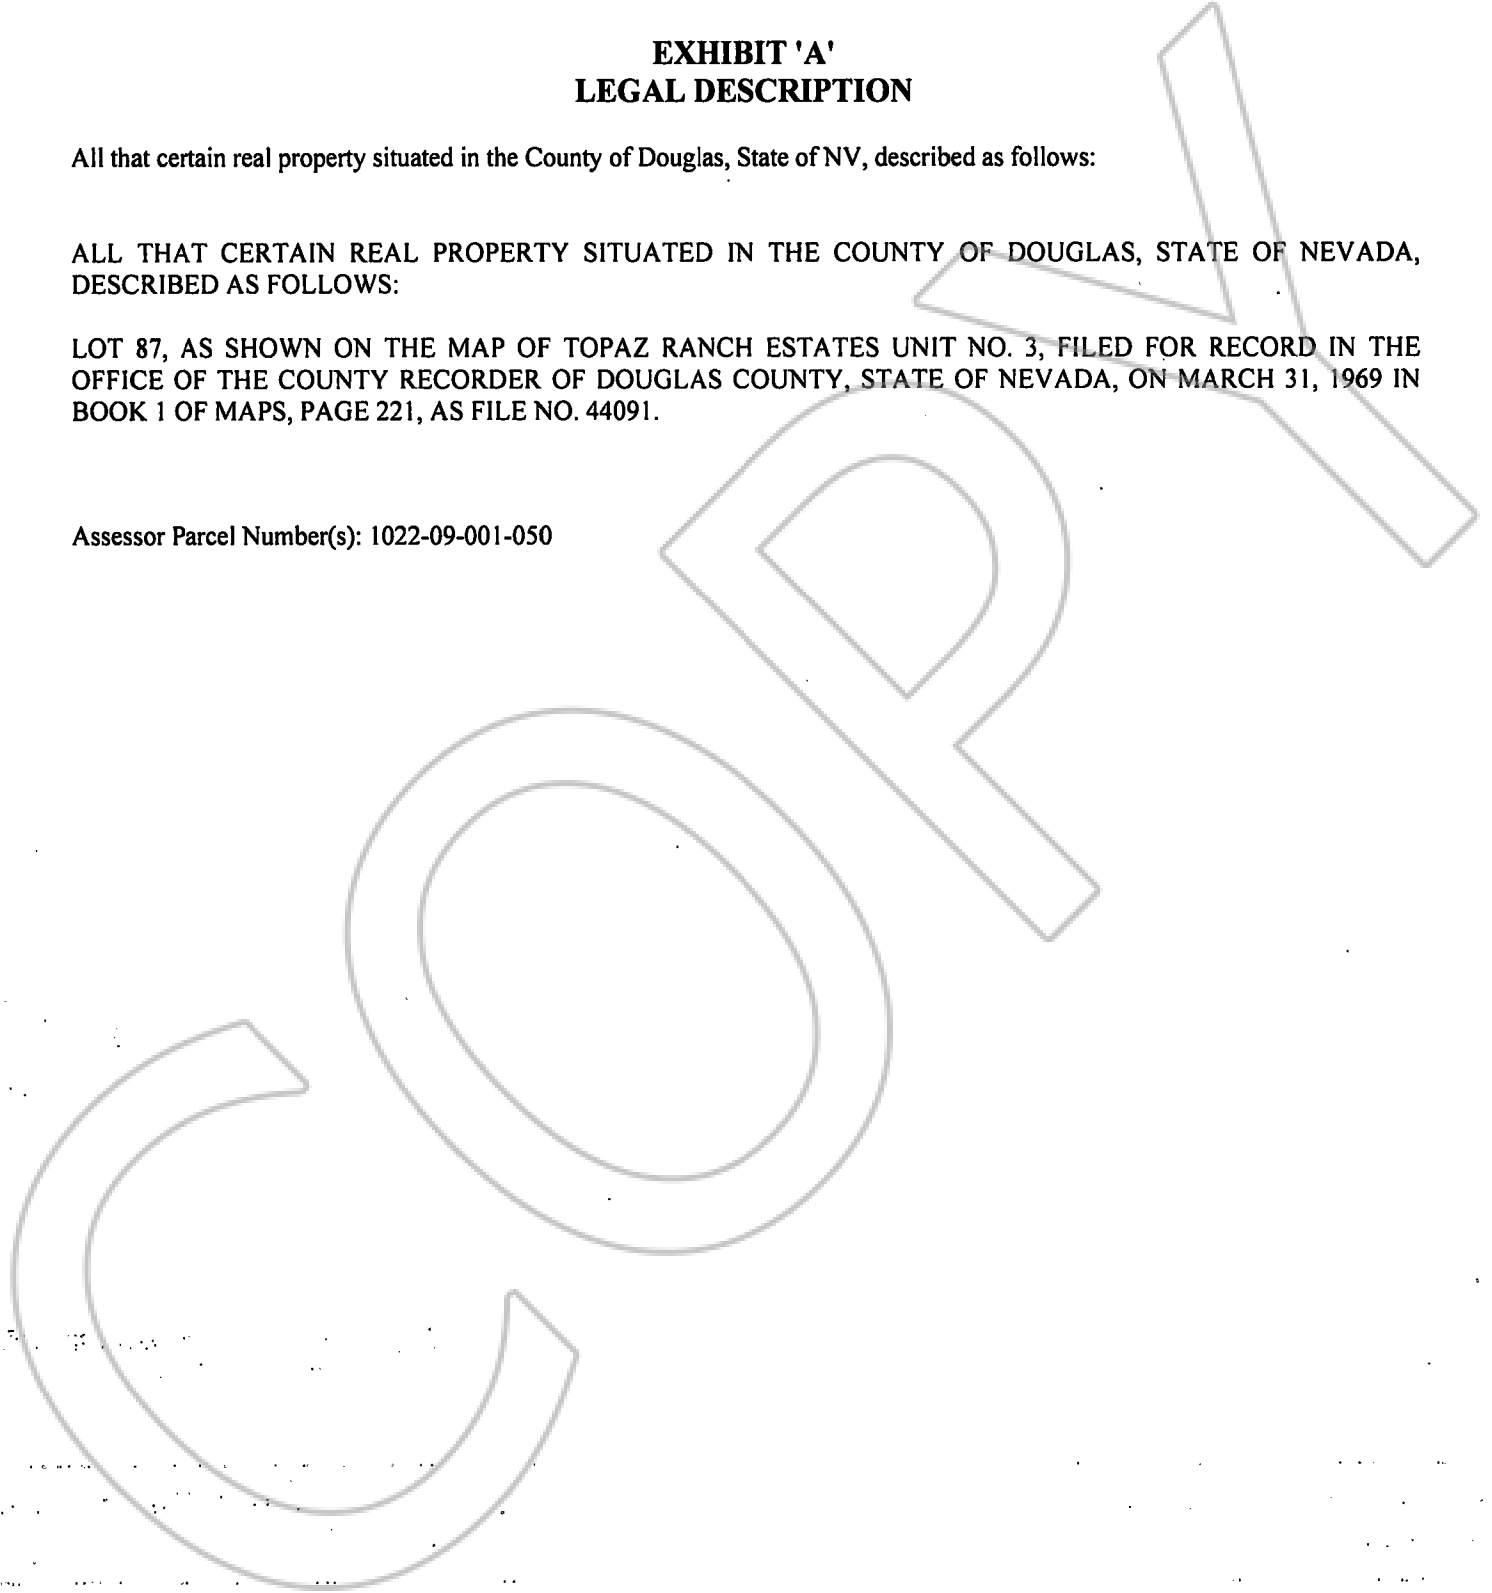 EXHIBIT 'A'
LEGAL DESCRIPTION
All that certain real property situated in the County of Douglas, State of NV, described as follows:
ALL THAT CERTAIN REAL PROPERTY SITUATED IN THE COUNTY OF DOUGLAS, STATE OF NEVADA,
DESCRIBED AS FOLLOWS:
LOT 87, AS SHOWN ON THE MAP OF TOPAZ RANCH ESTATES UNIT NO. 3, FILED FOR RECORD IN THE
OFFICE OF THE COUNTY RECORDER OF DOUGLAS COUNTY, STATE OF NEVADA, ON MARCH 31, 1969 IN
BOOK 1 OF MAPS, PAGE 221, AS FILE NO. 44091.
Assessor Parcel Number(s): 1022-09-001-050
COPY